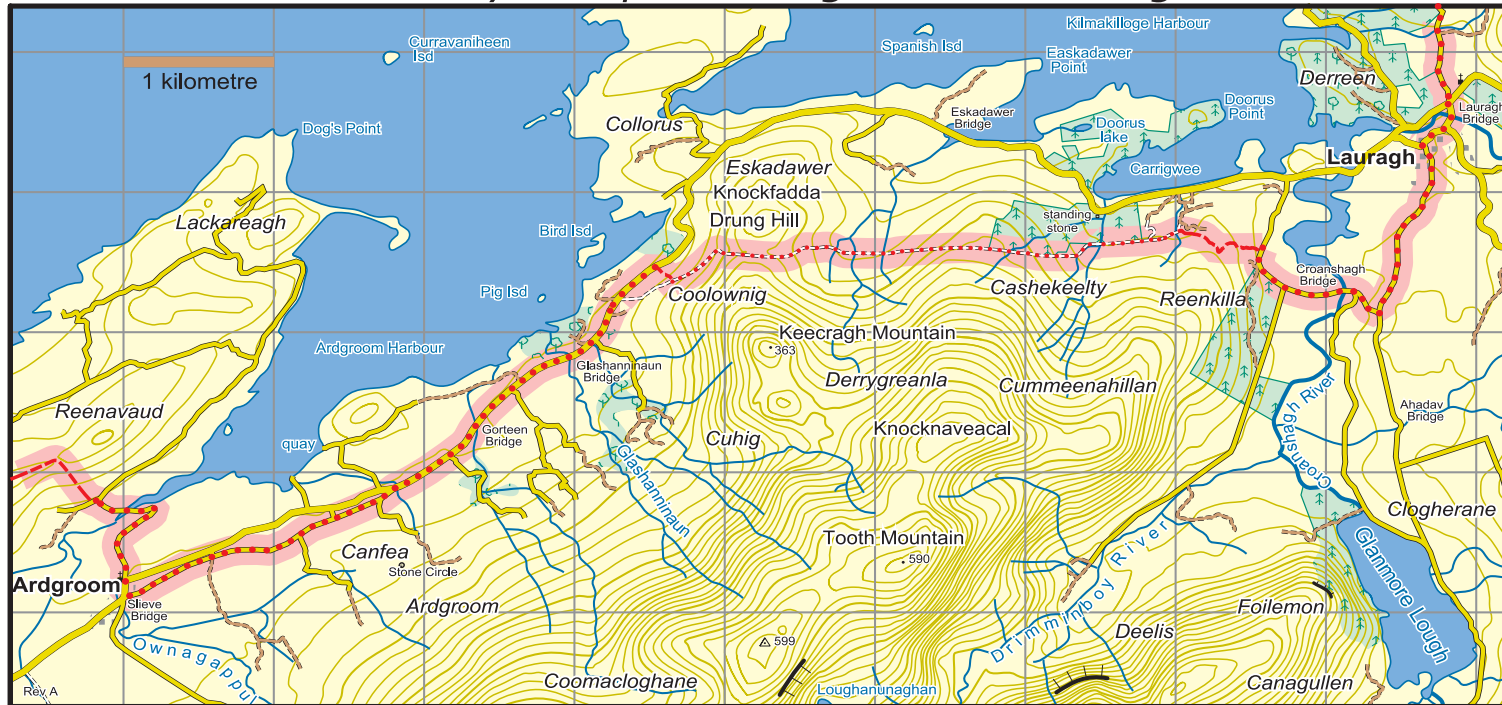 Kilmakilloge Harbour
Curravaniheen
Isd
Spanish Isd
Easkadawer
Point
1 kilometre
Derreen
Doorus
Point
Lauragh
Bridge
Eskadawer
Bridge
Dog's Point
Collorus
Doorus
lake
Lauragh
Eskadawer
Carrigwee
Knockfadda
Lackareagh
Drung Hill
standing
stone
Bird Isd
Croanshagh
Bridge
Pig Isd
Coolownig
Cashekeelty
Reenkilla
Keecragh Mountain
Ardgroom Harbour
363
Glashanninaun
Bridge
Derrygreanla
Cummeenahillan
Reenavaud
Ahadav
Bridge
Gorteen
Bridge
Knocknaveacal
quay
Cuhig
Croanshagh River
Glashanninaun
Clogherane
Tooth Mountain
Canfea
590
Stone Circle
Ardgroom
Drimminboy River
Glanmore Lough
Slieve
Bridge
Ardgroom
Foilemon
Deelis
599
Ownagappul
Coomacloghane
Canagullen
Rev A
Loughanunaghan